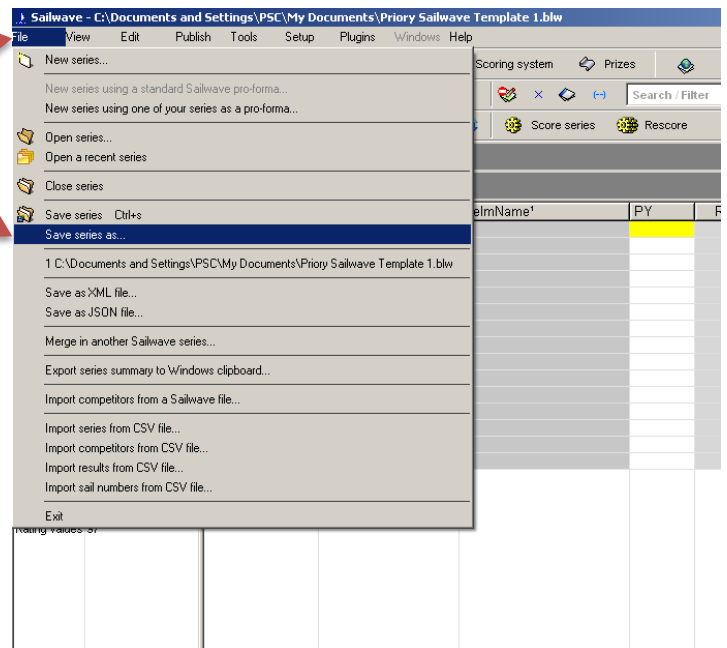 Sailwave - C:\Documents and Settings\PSC\My Documents\Priory Sailwave Template 1.blw
File View Edit Publish Tools Setup Plugins Windows Help
New series...
Scoring system Prizes
New series using a standard Sailwave pro-forma...
Search / Filter
New series using one of your series as a pro-forma...
Score series Rescore
Open series...
Open a recent series
Close series
Save series Ctrl+s
elmName¹ PY R
Save series as...
1 C:\Documents and Settings\PSC\My Documents\Priory Sailwave Template 1.blw
Save as XML file...
Save as JSON file...
Merge in another Sailwave series...
Export series summary to Windows clipboard...
Import competitors from a Sailwave file...
Import series from CSV file...
Import competitors from CSV file...
Import results from CSV file...
Import sail numbers from CSV file...
Exit
Rating values